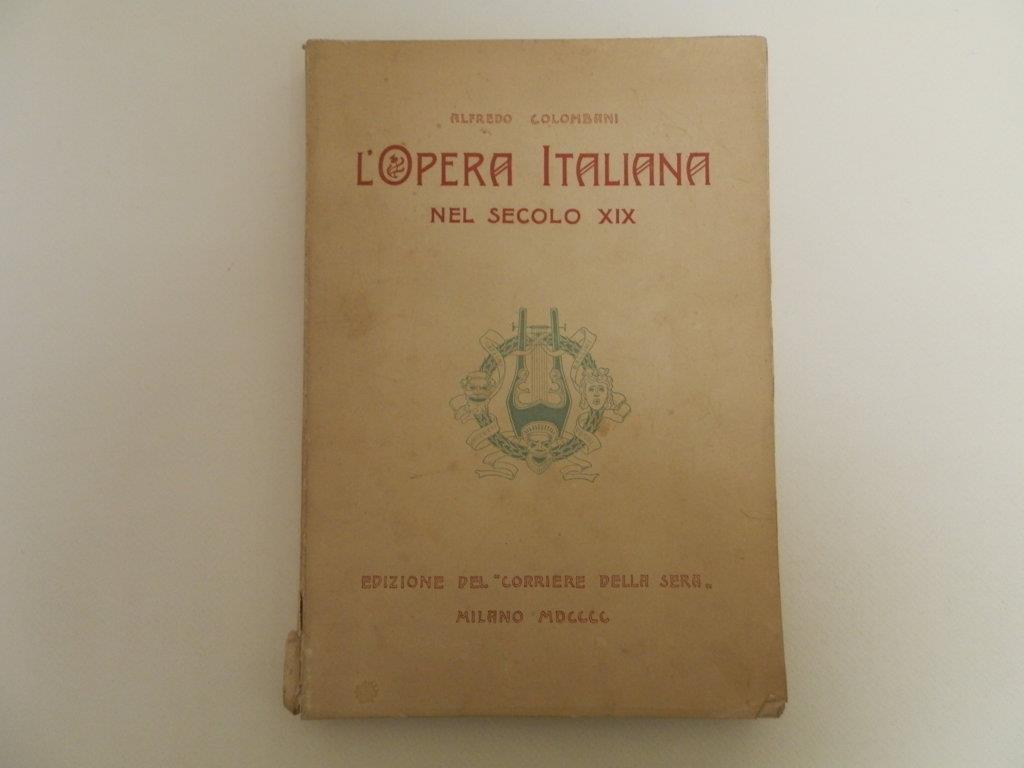 ALFREDO COLOMBANI
L'OPERA ITALIANA
NEL SECOLO XIX
EDIZIONE DEL "CORRIERE DELLA SERA„
MILANO MDCCCC